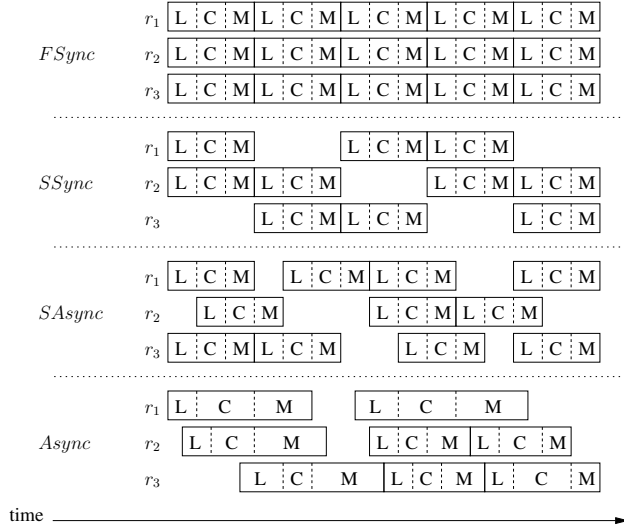 r1 L C M L C M L C M L C M L C M
FSync r2 L C M L C M L C M L C M L C M
r3 L C M L C M L C M L C M L C M
r1 L C M L C M L C M
SSync r2 L C M L C M L C M L C M
r3 L C M L C M L C M
r1 L C M L C M L C M L C M
SAsync r2 L C M L C M L C M
r3 L C M L C M L C M L C M
r1 L C M L C M
Async r2 L C M L C M L C M
r3 L C M L C M L C M
time